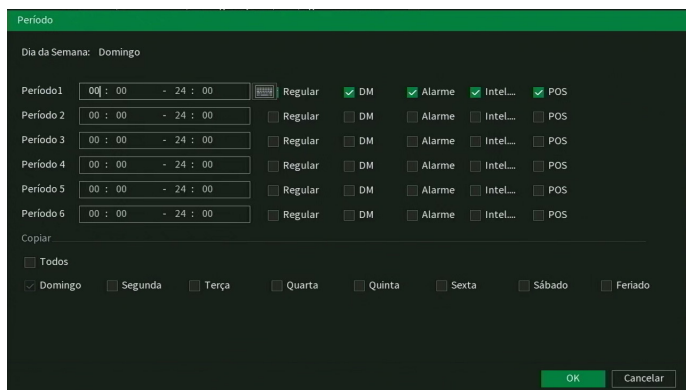 Período
Dia da Semana: Domingo
Período1 00 : 00 - 24 : 00 Regular DM Alarme Intel.... POS
Período 2 00 : 00 - 24 : 00 Regular DM Alarme Intel.... POS
Período 3 00 : 00 - 24 : 00 Regular DM Alarme Intel.... POS
Período 4 00 : 00 - 24 : 00 Regular DM Alarme Intel.... POS
Período 5 00 : 00 - 24 : 00 Regular DM Alarme Intel.... POS
Período 6 00 : 00 - 24 : 00 Regular DM Alarme Intel.... POS
Copiar
Todos
Domingo Segunda Terça Quarta Quinta Sexta Sábado Feriado
OK Cancelar